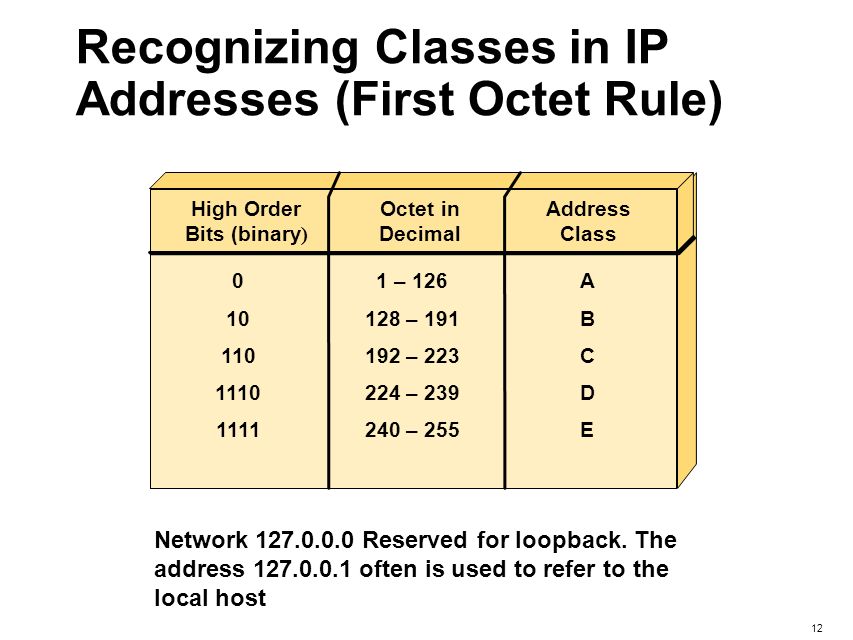 Recognizing Classes in IP
Addresses (First Octet Rule)
High Order Octet in Address
Bits (binary) Decimal Class
0 1 – 126 A
10 128 – 191 B
110 192 – 223 C
1110 224 – 239 D
1111 240 – 255 E
Network 127.0.0.0 Reserved for loopback. The
address 127.0.0.1 often is used to refer to the
local host
12